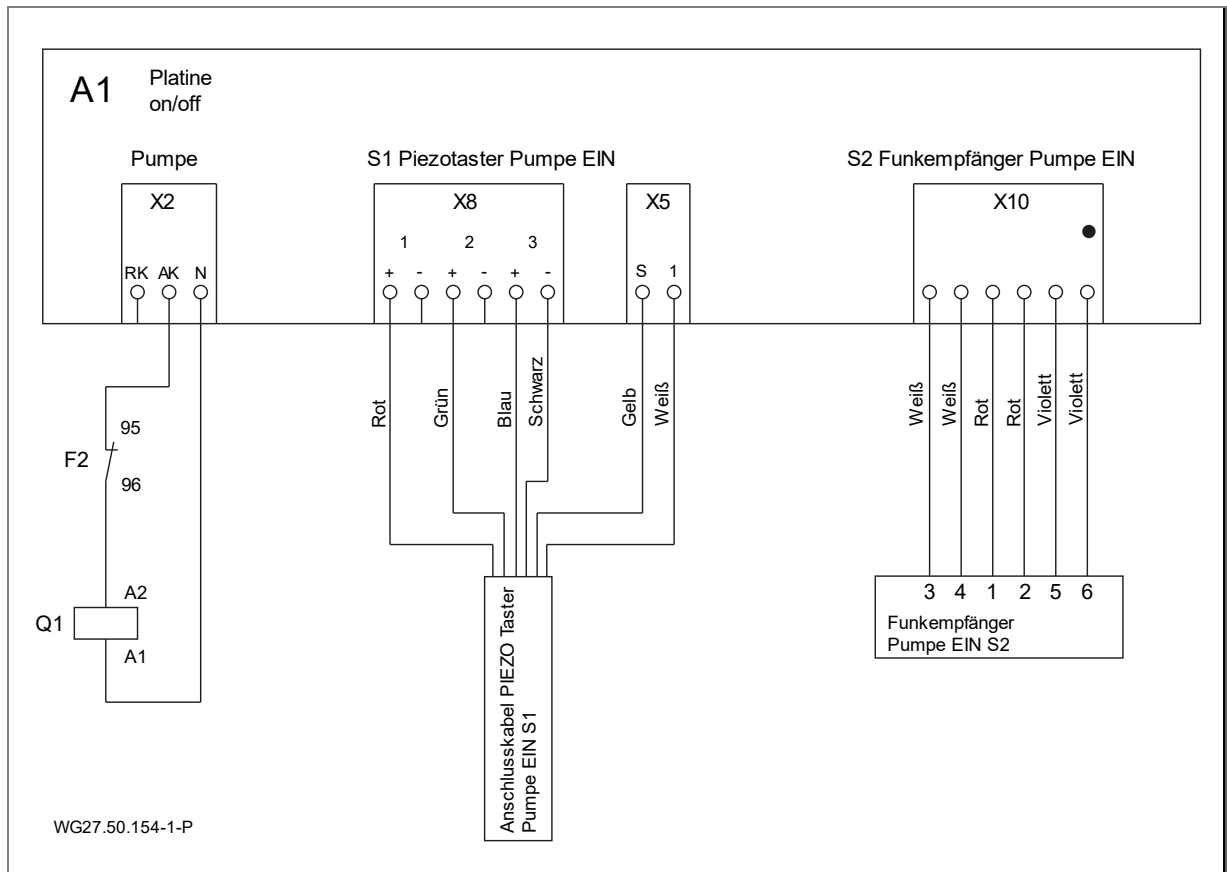 A1
Platine
on/off
Pumpe
S1 Piezotaster Pumpe EIN
S2 Funkempfänger Pumpe EIN
X2
X8
X5
X10
1 2 3
RK AK N
+ - + - + -
S 1
Rot
Grün
Blau
Schwarz
Gelb
Weiß
Weiß
Weiß
Rot
Rot
Violett
Violett
95
F2
96
A2
Q1
A1
Anschlusskabel PIEZO Taster
Pumpe EIN S1
3 4 1 2 5 6
Funkempfänger
Pumpe EIN S2
WG27.50.154-1-P